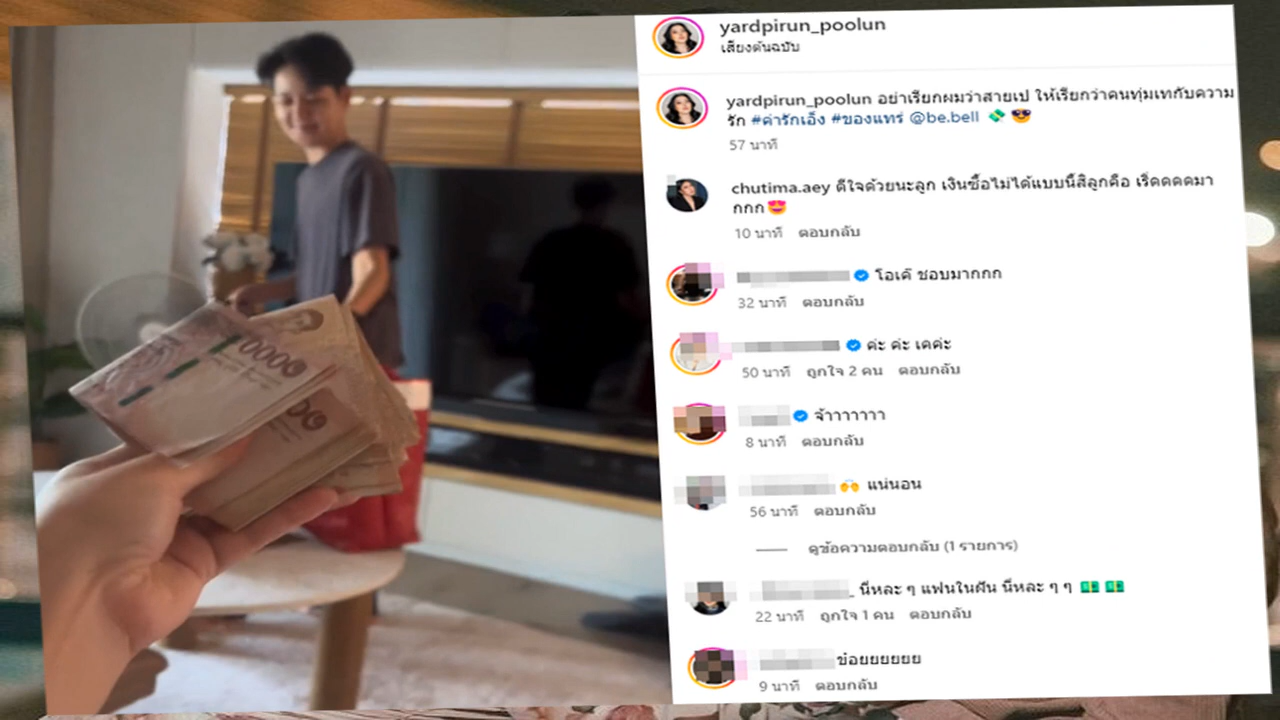 yardpirun_poolun
เสียงต้นฉบับ
yardpirun_poolun อย่าเรียกผมว่าสายเป ให้เรียกว่าคนทุ่มเทกับความ
รัก #ค่ารักเอิ่ง #ของแทร่ @be.bell 💸 😎
57 นาที
chutima.aey ดีใจด้วยนะลูก เงินซื้อไม่ได้แบบนี้สิลูกคือ เริ่ดดดดมา
กกก😍
10 นาที ตอบกลับ
โอเค๊ ชอบมากกก
32 นาที ตอบกลับ
ค่ะ ค่ะ เดค่ะ
50 นาที ถูกใจ 2 คน ตอบกลับ
จ้าาาาาาา
8 นาที ตอบกลับ
🙌 แน่นอน
56 นาที ตอบกลับ
ดูข้อความตอบกลับ (1 รายการ)
นี่หละ ๆ แฟนในฝัน นี่หละ ๆ ๆ 💵 💵
22 นาที ถูกใจ 1 คน ตอบกลับ
ข่อยยยยยย
9 นาที ตอบกลับ